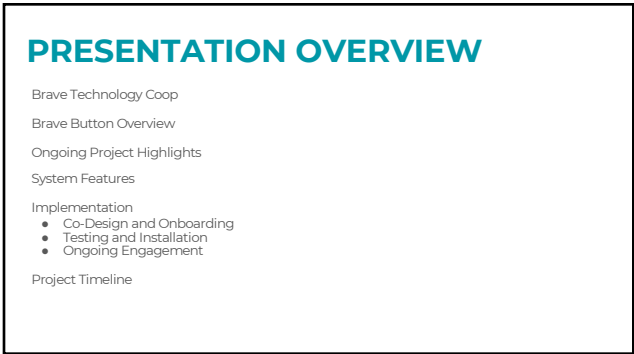 PRESENTATION OVERVIEW
Brave Technology Coop
Brave Button Overview
Ongoing Project Highlights
System Features
Implementation
● Co-Design and Onboarding
● Testing and Installation
● Ongoing Engagement
Project Timeline